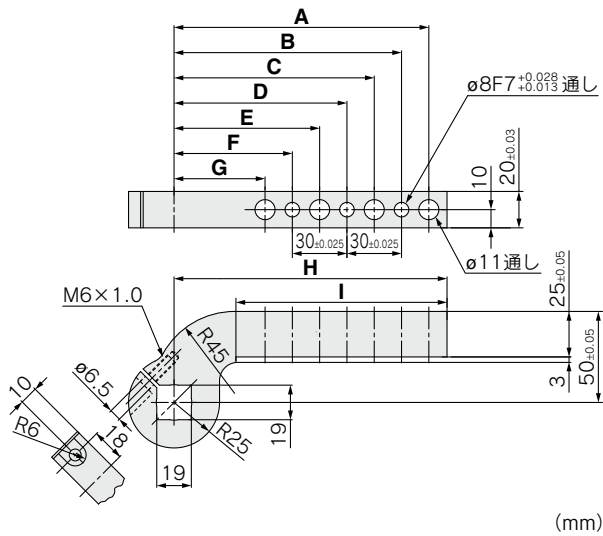 A
B
C
D
E
F
G
ø8F7 +0.028 +0.013 通し
10
20±0.03
30±0.025
30±0.025
ø11通し
H
I
M6×1.0
R45
25±0.05
50±0.05
3
ø6.5
10
R6
18
19
R25
19
(mm)